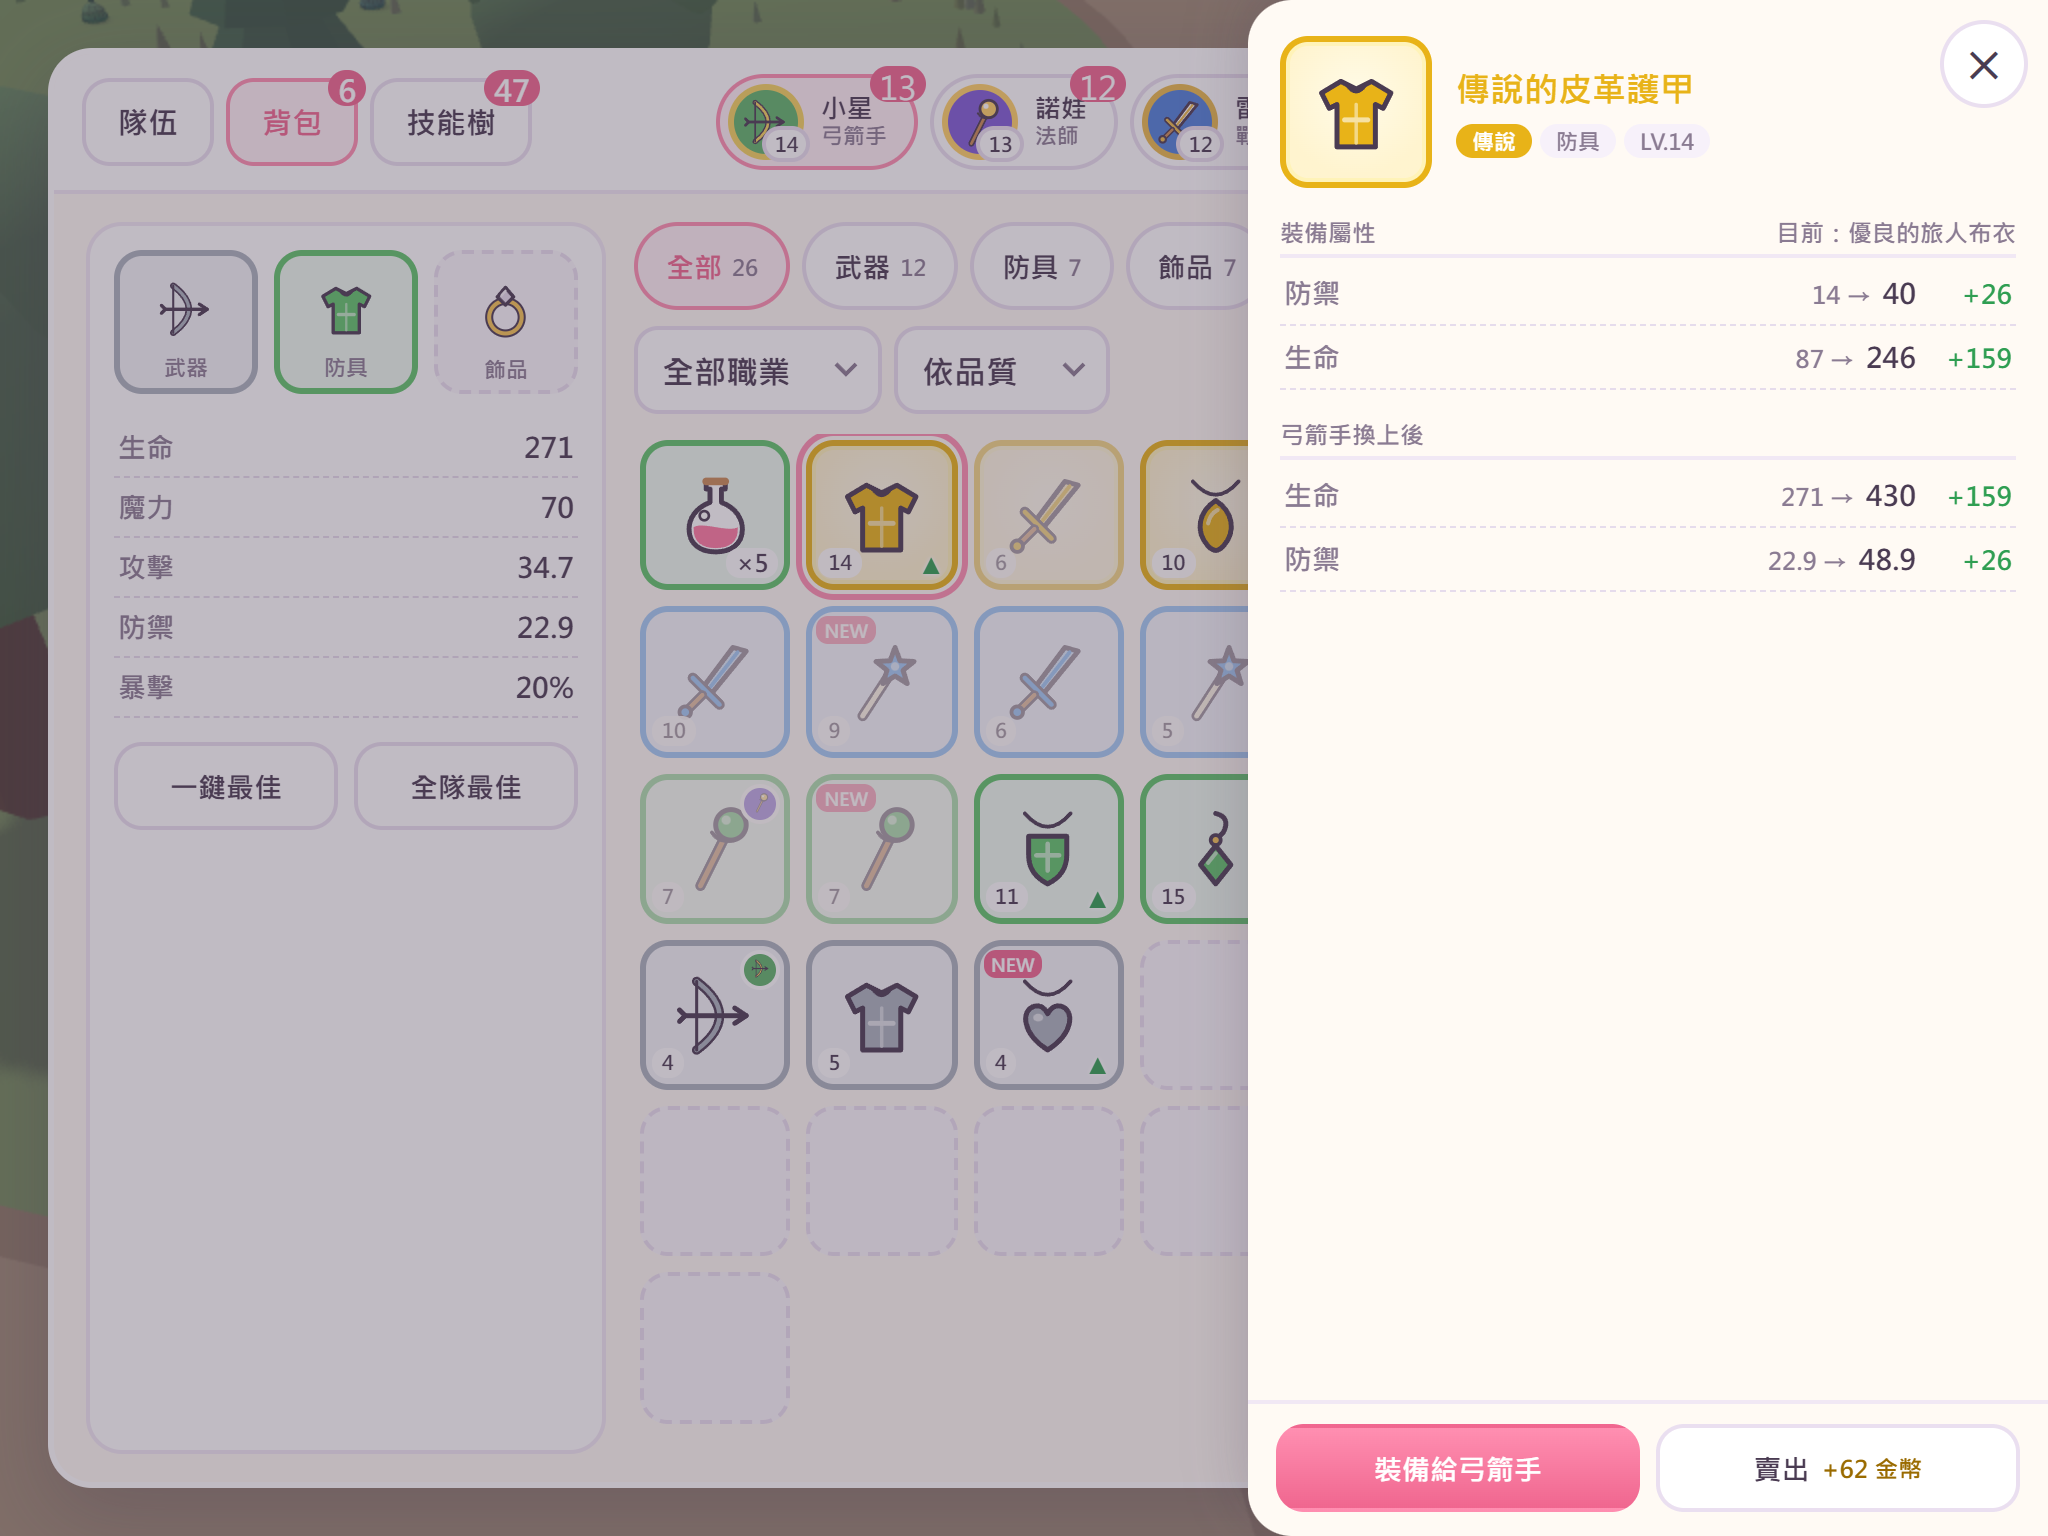 隊伍
背包
6
技能樹
47
小星
弓箭手
14
13
諾娃
法師
13
12
12
武器
防具
飾品
生命 271
魔力 70
攻擊 34.7
防禦 22.9
暴擊 20%
一鍵最佳
全隊最佳
全部 26
武器 12
防具 7
飾品 7
全部職業
依品質
×5
14
6
10
10
NEW
9
6
5
7
NEW
7
11
15
4
5
NEW
4
傳說的皮革護甲
傳說 防具 LV.14
裝備屬性 目前：優良的旅人布衣
防禦 14 → 40 +26
生命 87 → 246 +159
弓箭手換上後
生命 271 → 430 +159
防禦 22.9 → 48.9 +26
裝備給弓箭手
賣出 +62 金幣